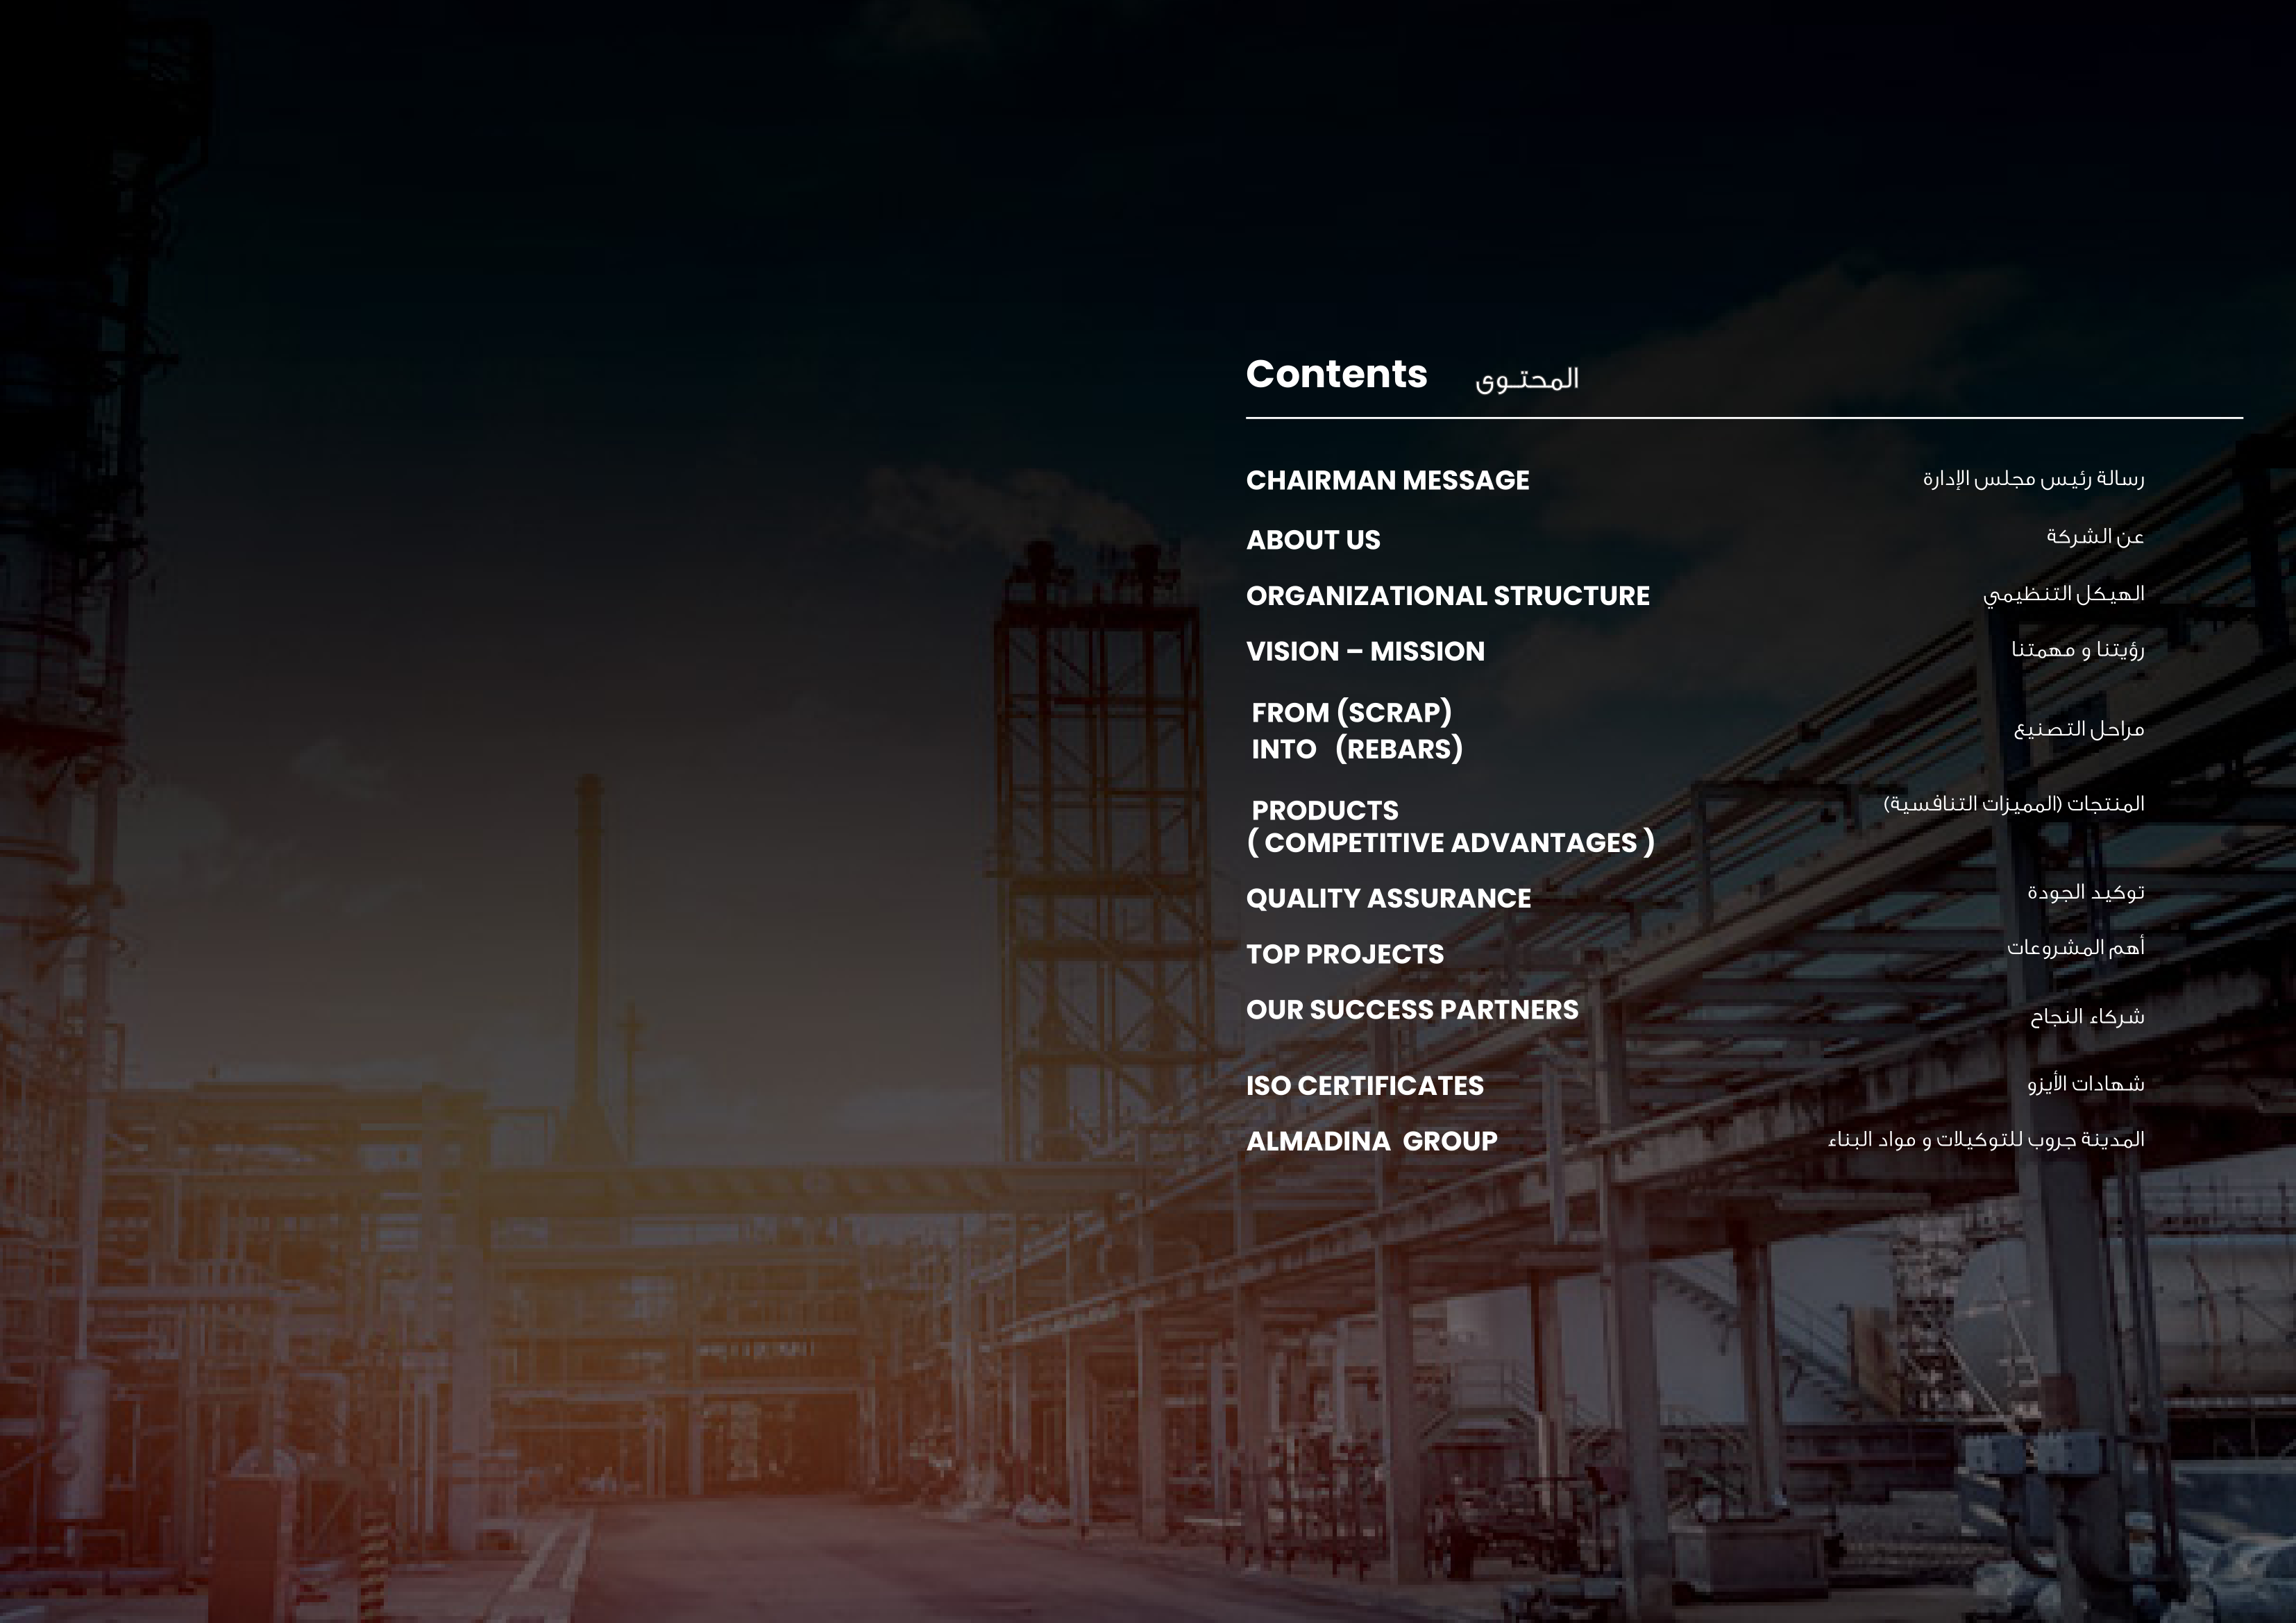 Contents المحتوى
CHAIRMAN MESSAGE رسالة رئيس مجلس الإدارة
ABOUT US عن الشركة
ORGANIZATIONAL STRUCTURE الهيكل التنظيمي
VISION – MISSION رؤيتنا و مهمتنا
FROM (SCRAP)
INTO (REBARS) مراحل التصنيع
PRODUCTS المنتجات (المميزات التنافسية)
( COMPETITIVE ADVANTAGES )
QUALITY ASSURANCE توكيد الجودة
TOP PROJECTS أهم المشروعات
OUR SUCCESS PARTNERS شركاء النجاح
ISO CERTIFICATES شهادات الأيزو
ALMADINA GROUP المدينة جروب للتوكيلات و مواد البناء